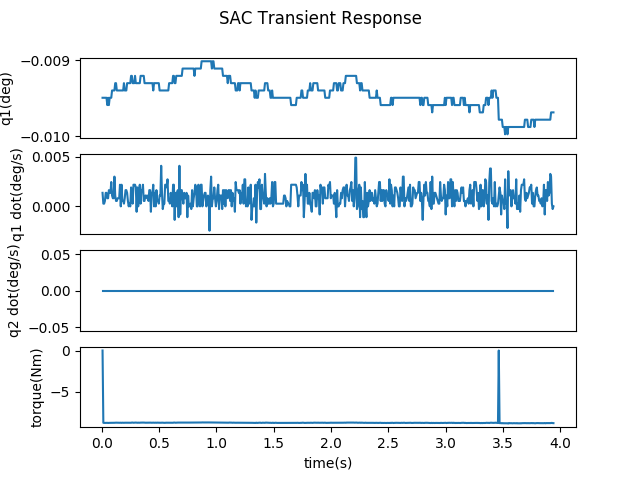 SAC Transient Response
−0.009
−0.010
q1(deg)
0.005
0.000
q1 dot(deg/s)
0.05
0.00
−0.05
q2 dot(deg/s)
0
−5
torque(Nm)
0.0 0.5 1.0 1.5 2.0 2.5 3.0 3.5 4.0
time(s)